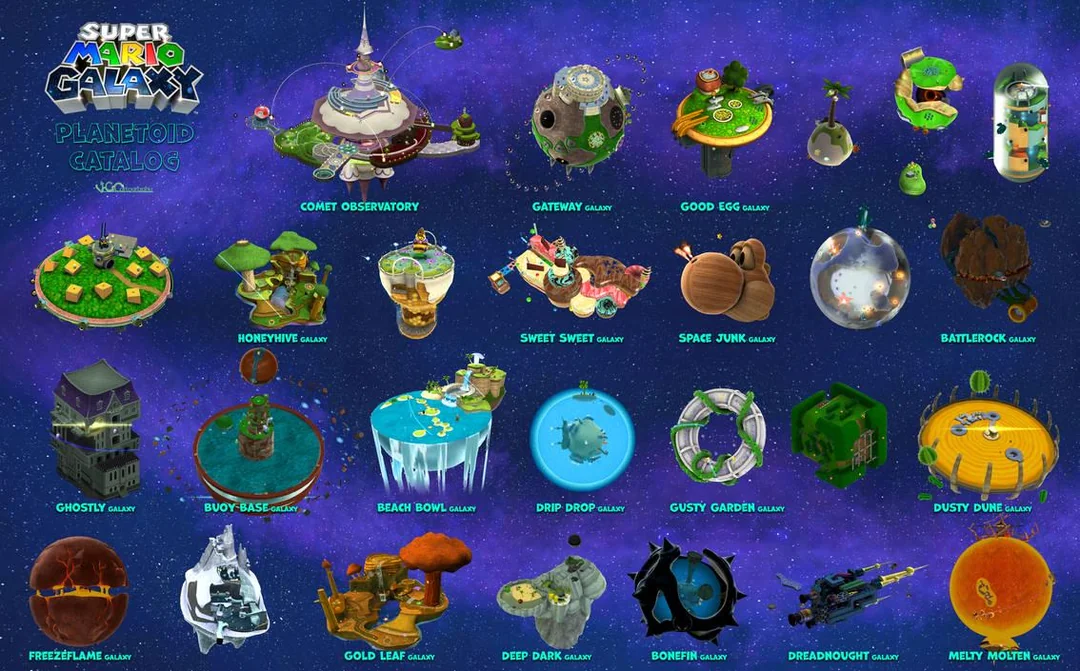 SUPER
MARIO
GALAXY
PLANETOID
CATALOG
COMET OBSERVATORY
GATEWAY GALAXY
GOOD EGG GALAXY
HONEYHIVE GALAXY
SWEET SWEET GALAXY
SPACE JUNK GALAXY
BATTLEROCK GALAXY
GHOSTLY GALAXY
BUOY BASE GALAXY
BEACH BOWL GALAXY
DRIP DROP GALAXY
GUSTY GARDEN GALAXY
DUSTY DUNE GALAXY
FREEZEFLAME GALAXY
GOLD LEAF GALAXY
DEEP DARK GALAXY
BONEFIN GALAXY
DREADNOUGHT GALAXY
MELTY MOLTEN GALAXY